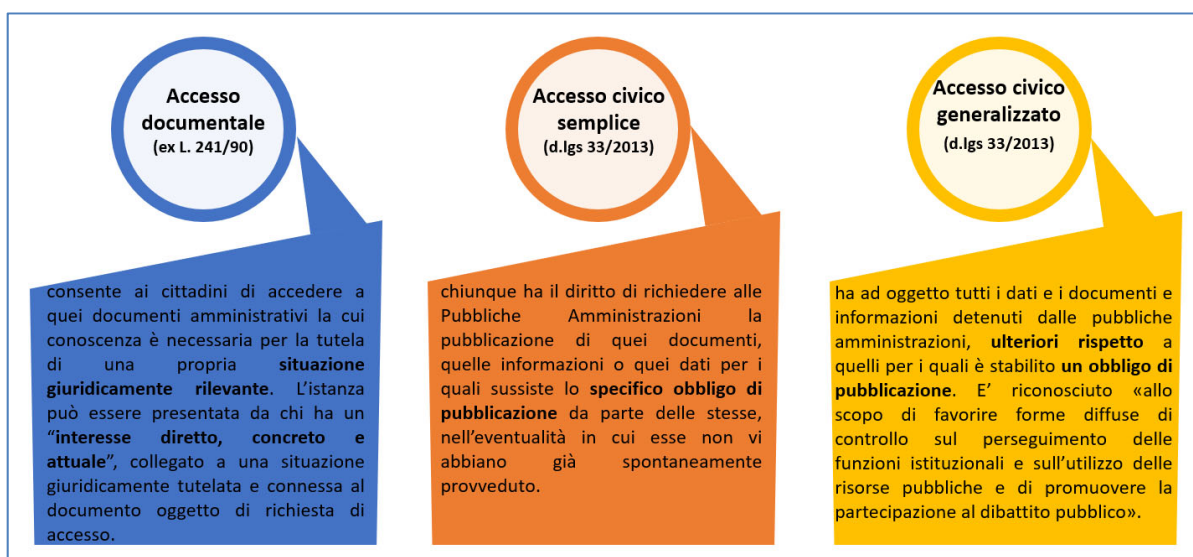 Accesso
documentale
(ex L. 241/90)
consente ai cittadini di accedere a
quei documenti amministrativi la cui
conoscenza è necessaria per la tutela
di una propria situazione
giuridicamente rilevante. L’istanza
può essere presentata da chi ha un
“interesse diretto, concreto e
attuale”, collegato a una situazione
giuridicamente tutelata e connessa al
documento oggetto di richiesta di
accesso.
Accesso civico
semplice
(d.lgs 33/2013)
chiunque ha il diritto di richiedere alle
Pubbliche Amministrazioni la
pubblicazione di quei documenti,
quelle informazioni o quei dati per i
quali sussiste lo specifico obbligo di
pubblicazione da parte delle stesse,
nell’eventualità in cui esse non vi
abbiano già spontaneamente
provveduto.
Accesso civico
generalizzato
(d.lgs 33/2013)
ha ad oggetto tutti i dati e i documenti e
informazioni detenuti dalle pubbliche
amministrazioni, ulteriori rispetto a
quelli per i quali è stabilito un obbligo di
pubblicazione. E’ riconosciuto «allo
scopo di favorire forme diffuse di
controllo sul perseguimento delle
funzioni istituzionali e sull’utilizzo delle
risorse pubbliche e di promuovere la
partecipazione al dibattito pubblico».